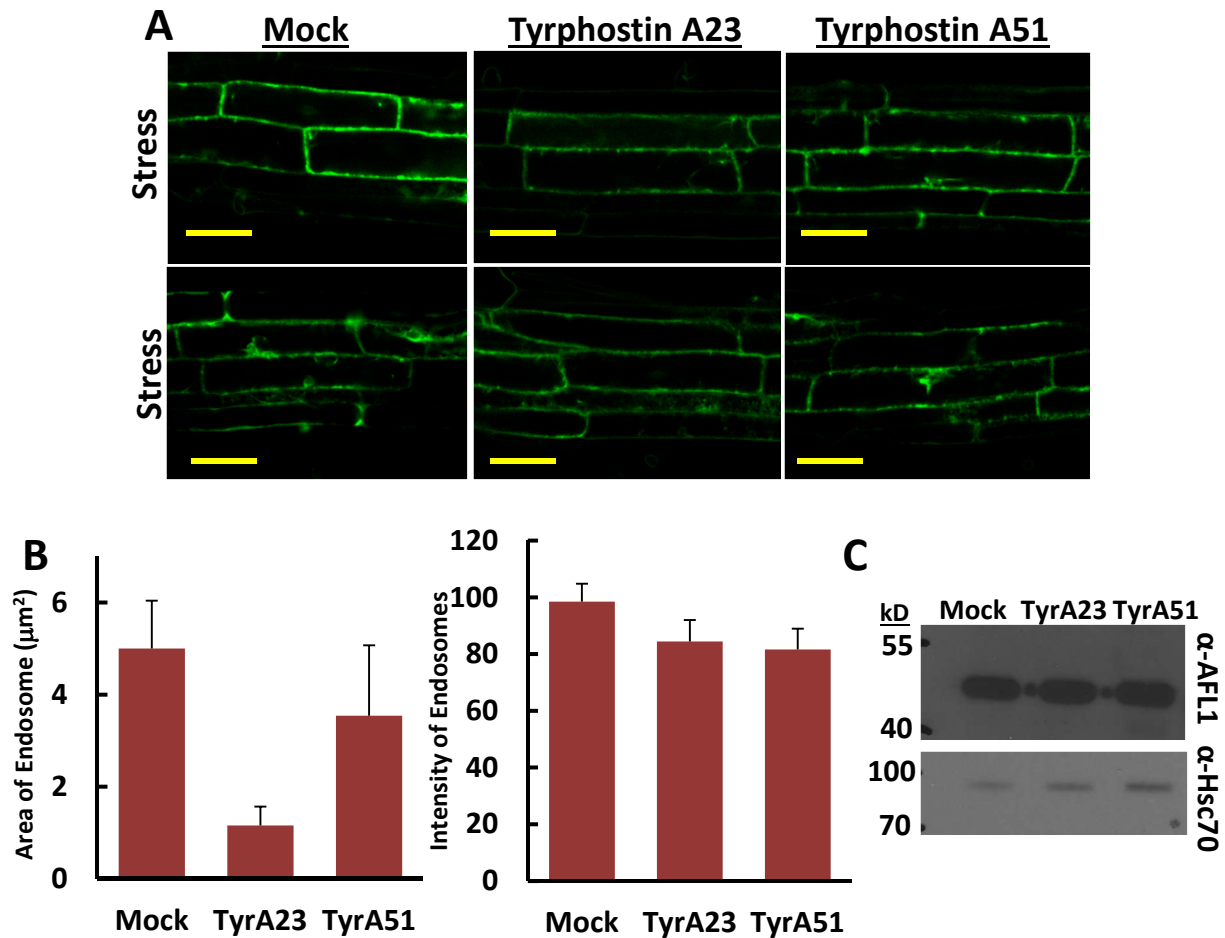 A
Mock
Tyrphostin A23
Tyrphostin A51
Stress
Stress
B
Area of Endosome (μm²)
6
4
2
0
Mock
TyrA23
TyrA51
Intensity of Endosomes
120
100
80
60
40
20
0
Mock
TyrA23
TyrA51
C
kD
Mock
TyrA23
TyrA51
55
40
α-AFL1
100
70
α-Hsc70